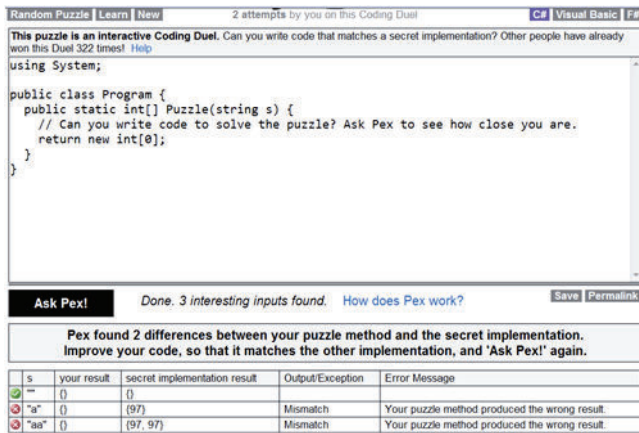 Random Puzzle Learn New 2 attempts by you on this Coding Duel C# Visual Basic F#
This puzzle is an interactive Coding Duel. Can you write code that matches a secret implementation? Other people have already
won this Duel 322 times! Help
using System;
public class Program {
public static int[] Puzzle(string s) {
// Can you write code to solve the puzzle? Ask Pex to see how close you are.
return new int[0];
}
}
Ask Pex! Done. 3 interesting inputs found. How does Pex work? Save Permalink
Pex found 2 differences between your puzzle method and the secret implementation.
Improve your code, so that it matches the other implementation, and 'Ask Pex!' again.
s your result secret implementation result Output/Exception Error Message
"" {} {}
"a" {} {97} Mismatch Your puzzle method produced the wrong result.
"aa" {} {97, 97} Mismatch Your puzzle method produced the wrong result.